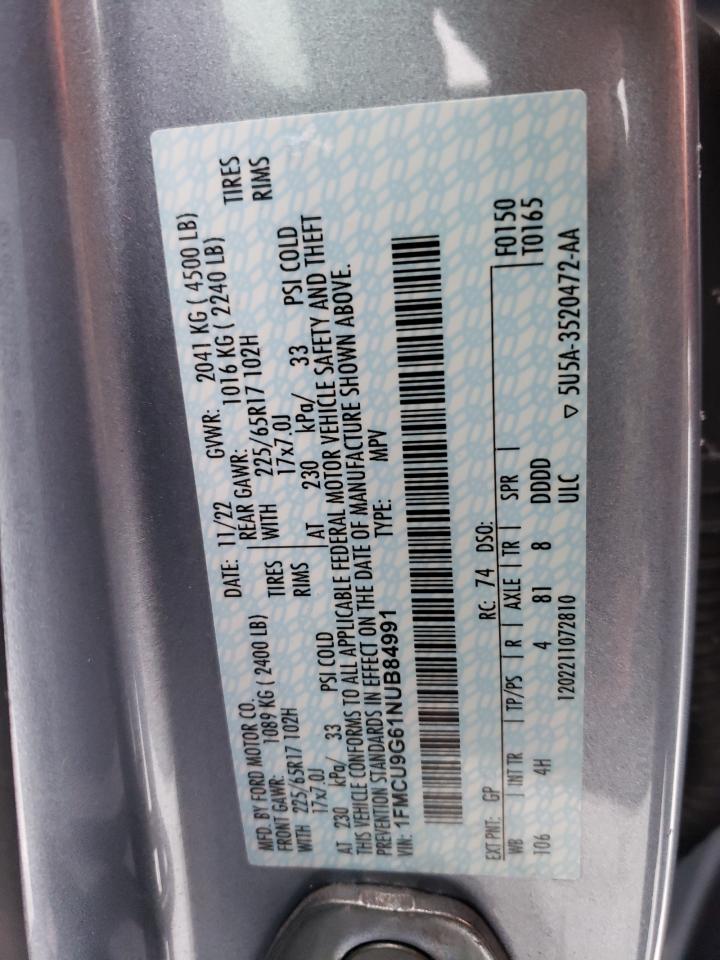 MFD. BY FORD MOTOR CO.
DATE: 11/22 GVWR: 2041 KG ( 4500 LB)
FRONT GAWR: 1089 KG ( 2400 LB) REAR GAWR: 1016 KG ( 2240 LB)
WITH 225/65R17 102H TIRES WITH 225/65R17 102H TIRES
17x7.0J RIMS 17x7.0J RIMS
AT 230 kPa/ 33 PSI COLD AT 230 kPa/ 33 PSI COLD
THIS VEHICLE CONFORMS TO ALL APPLICABLE FEDERAL MOTOR VEHICLE SAFETY AND THEFT
PREVENTION STANDARDS IN EFFECT ON THE DATE OF MANUFACTURE SHOWN ABOVE.
VIN: 1FMCU9G61NUB84991 TYPE: MPV
EXT PNT: GP RC: 74 DSO:
WB INT TR TP/PS R AXLE TR SPR F0150
106 4H 4 81 8 DDDD T0165
1202211072810 ULC ▽ 5U5A-3520472-AA